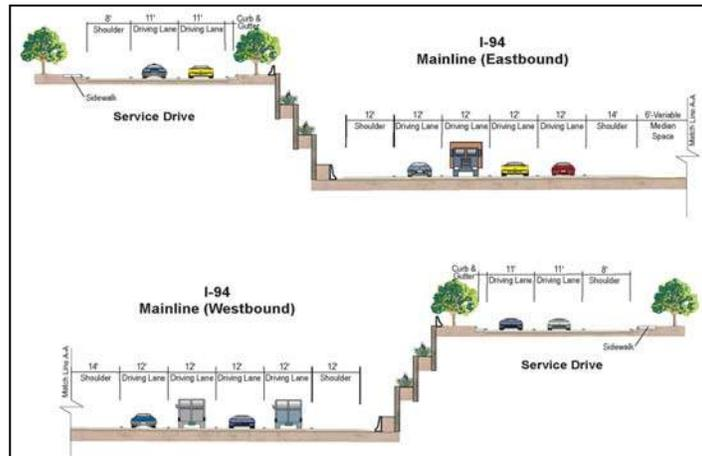 8' 11' 11' Curb & Gutter
Shoulder Driving Lane Driving Lane
Sidewalk
Service Drive
I-94
Mainline (Eastbound)
12' 12' 12' 12' 12' 14' 6'-Variable
Shoulder Driving Lane Driving Lane Driving Lane Driving Lane Shoulder Median Space
Match Line A-A
I-94
Mainline (Westbound)
Curb & Gutter 11' 11' 8'
Driving Lane Driving Lane Shoulder
Sidewalk
Service Drive
Match Line A-A
14' 12' 12' 12' 12' 12'
Shoulder Driving Lane Driving Lane Driving Lane Driving Lane Shoulder